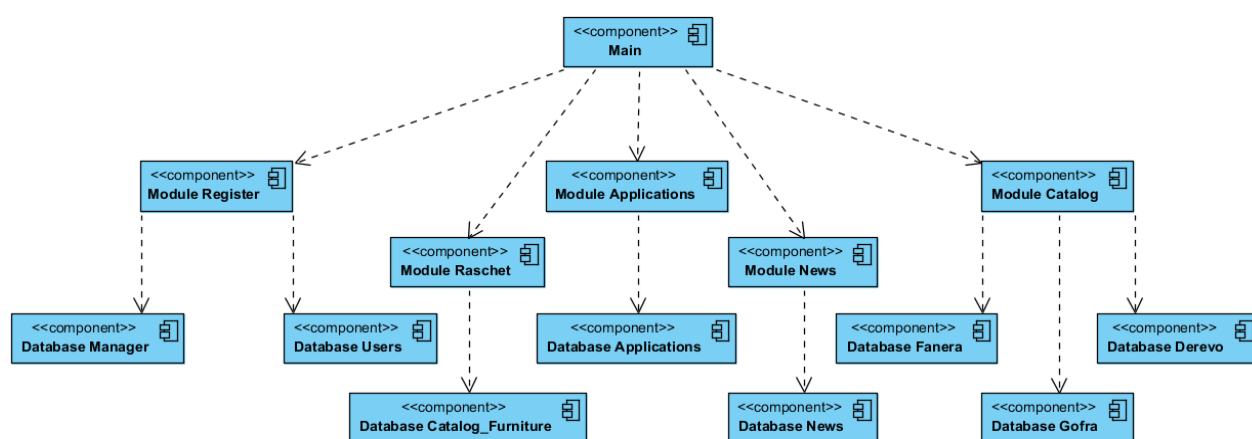 <<component>>
Main
<<component>>
Module Register
<<component>>
Module Applications
<<component>>
Module Catalog
<<component>>
Module Raschet
<<component>>
Module News
<<component>>
Database Manager
<<component>>
Database Users
<<component>>
Database Applications
<<component>>
Database Fanera
<<component>>
Database Derevo
<<component>>
Database Catalog_Furniture
<<component>>
Database News
<<component>>
Database Gofra